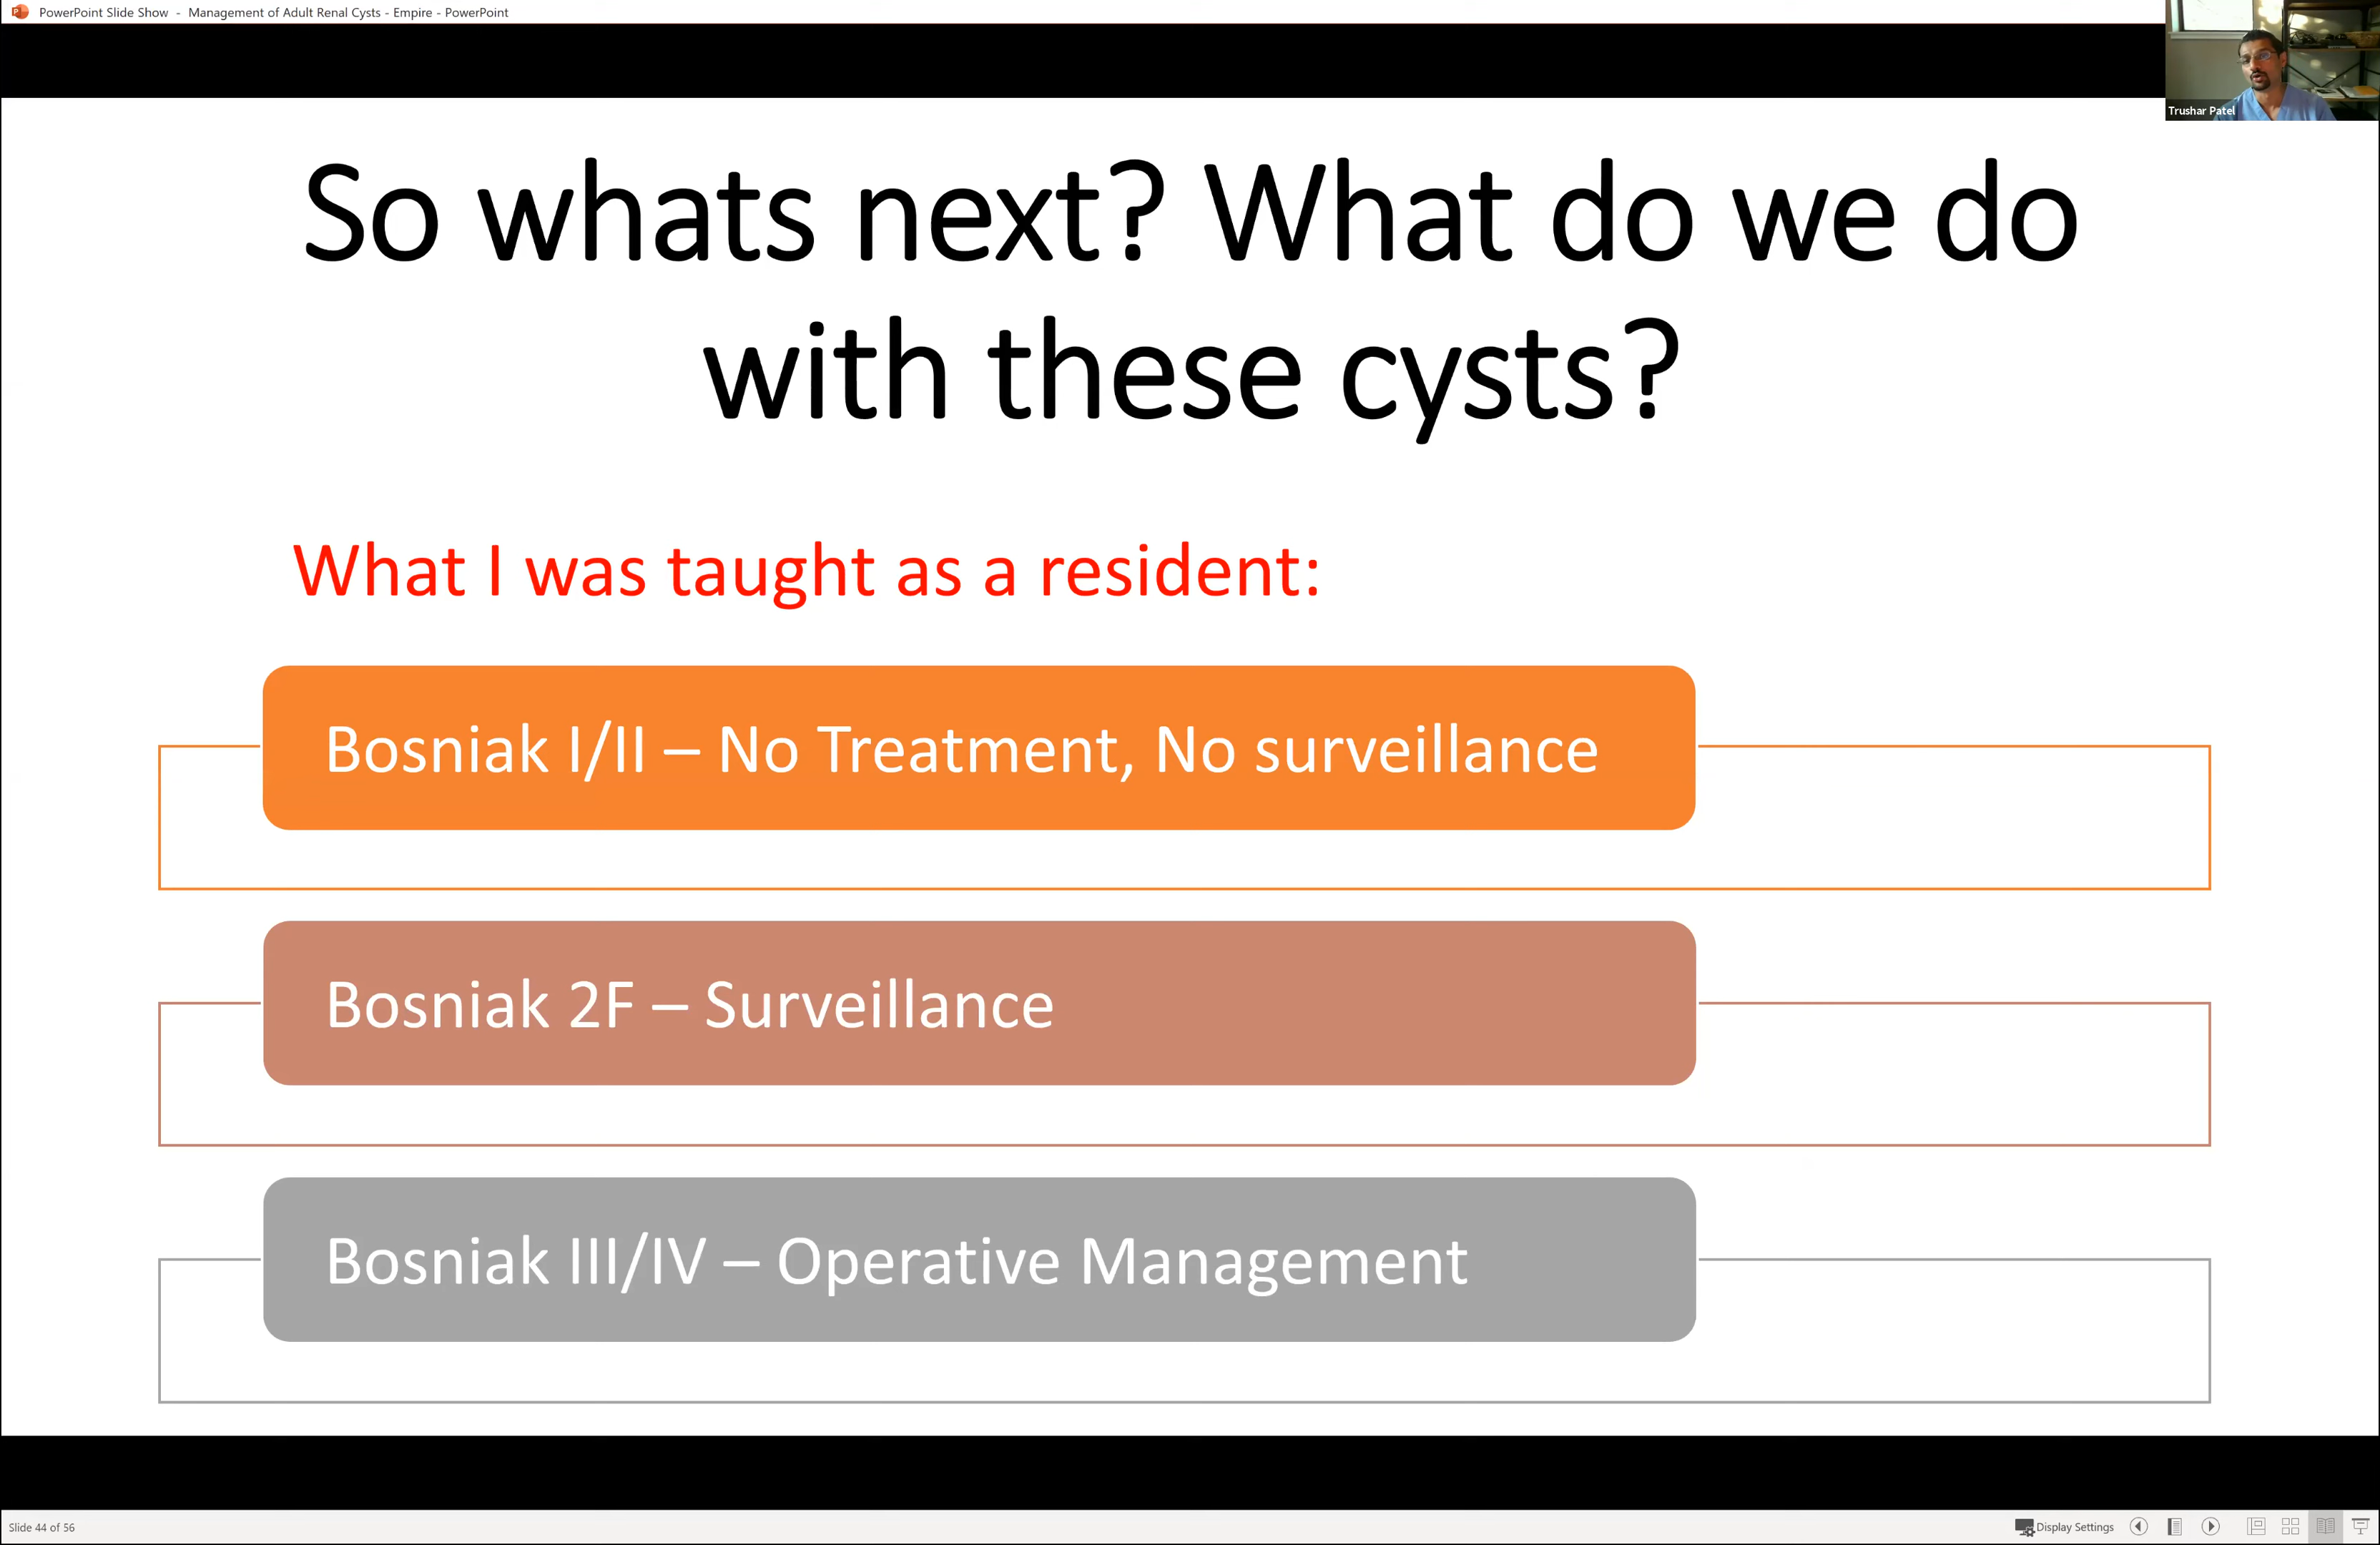 PowerPoint Slide Show - Management of Adult Renal Cysts - Empire - PowerPoint
Trushar Patel
So whats next? What do we do
with these cysts?
What I was taught as a resident:
Bosniak I/II – No Treatment, No surveillance
Bosniak 2F – Surveillance
Bosniak III/IV – Operative Management
Slide 44 of 56
Display Settings